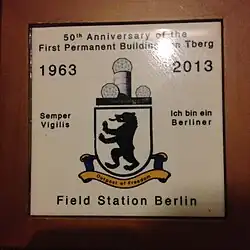 50th Anniversary of the
First Permanent Building on Tberg
1963 2013
Semper
Vigilis
Ich bin ein
Berliner
Outpost of Freedom
Field Station Berlin